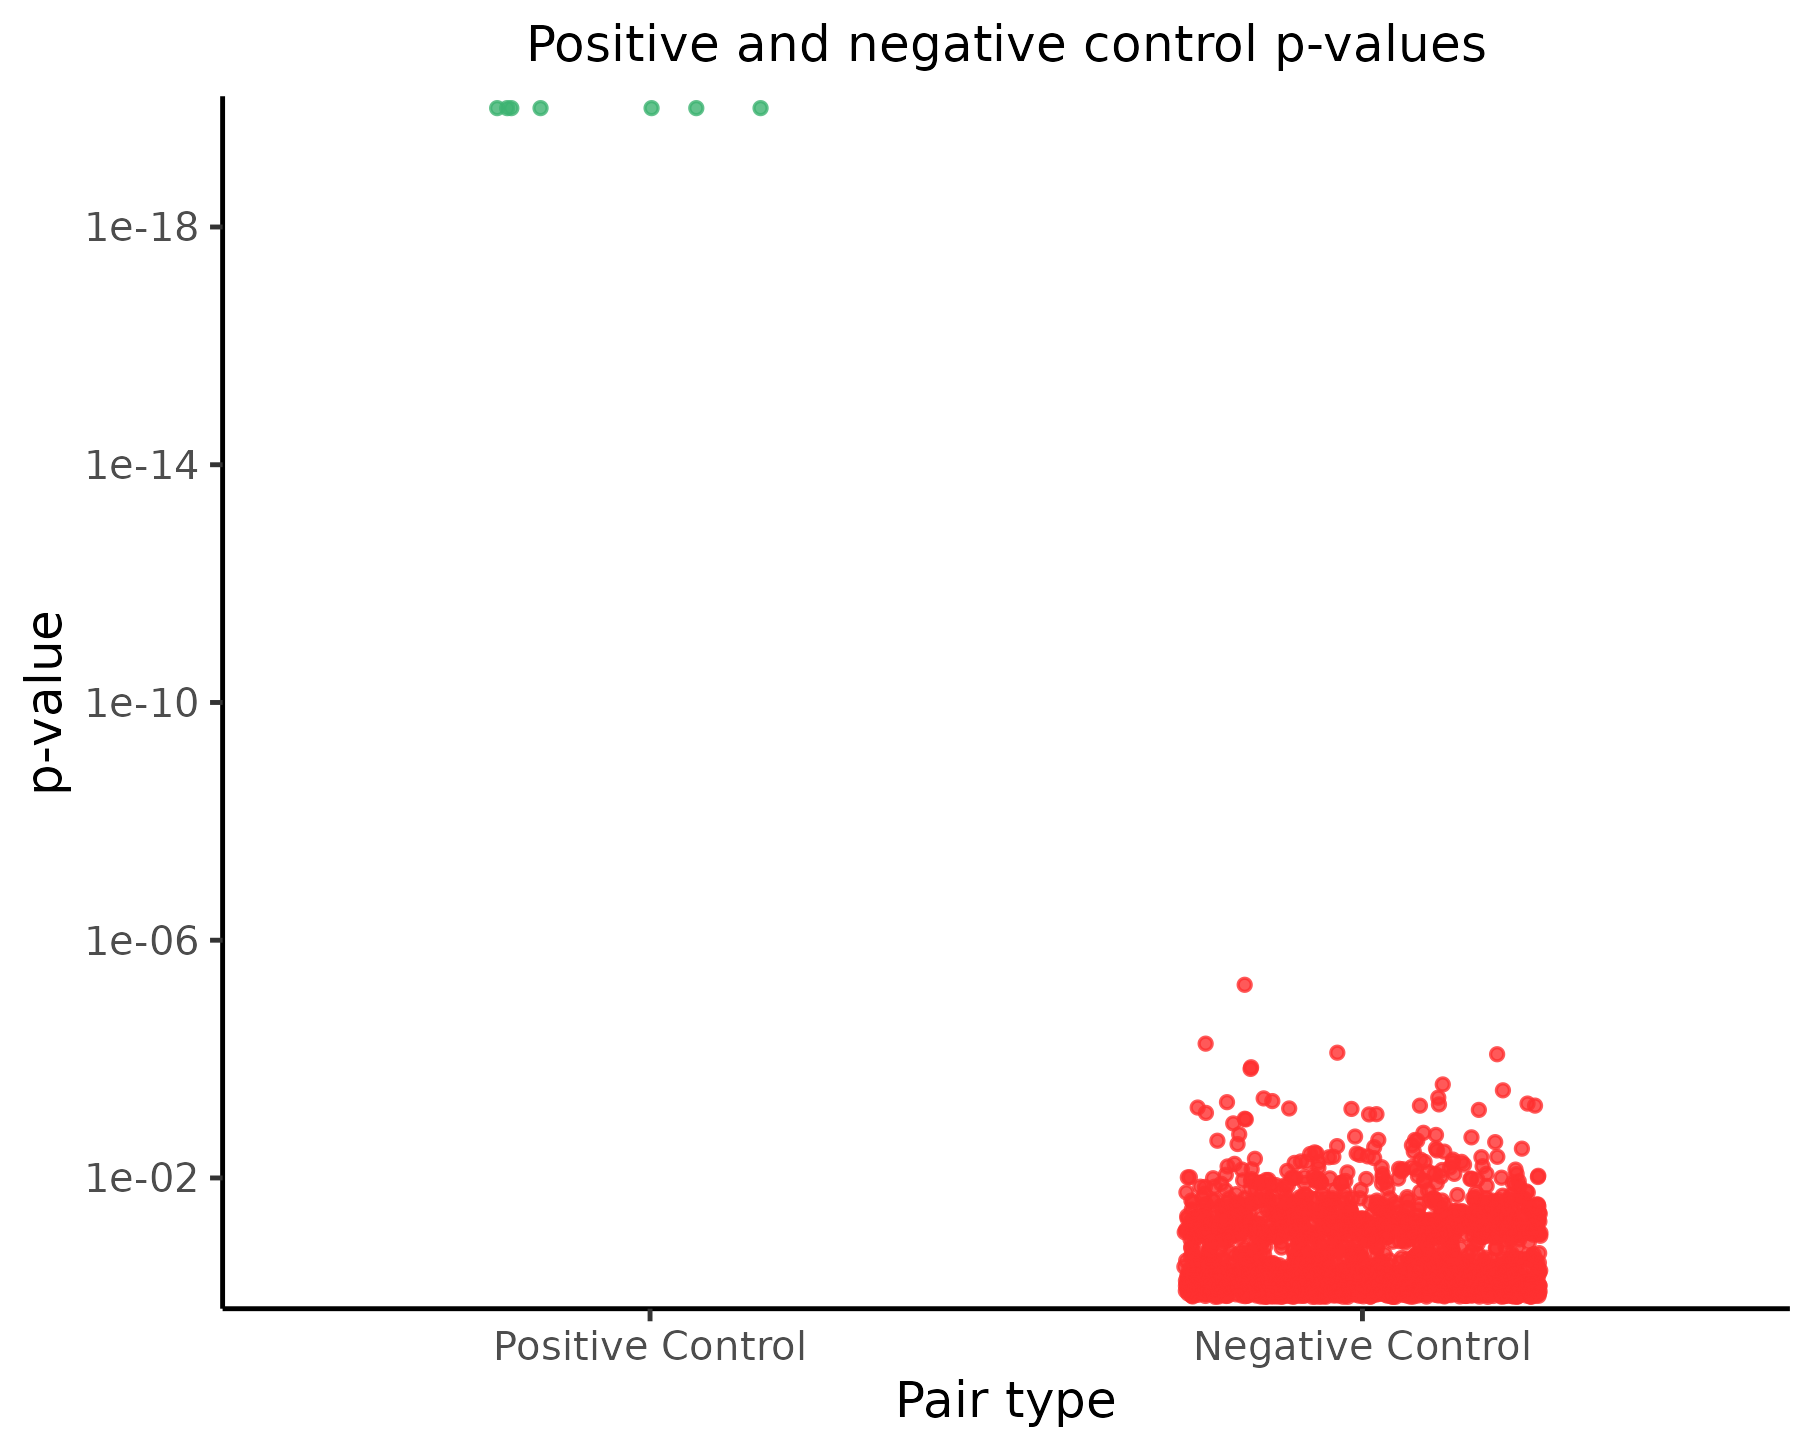 Positive and negative control p-values
1e-18
1e-14
1e-10
1e-06
1e-02
p-value
Positive Control
Negative Control
Pair type